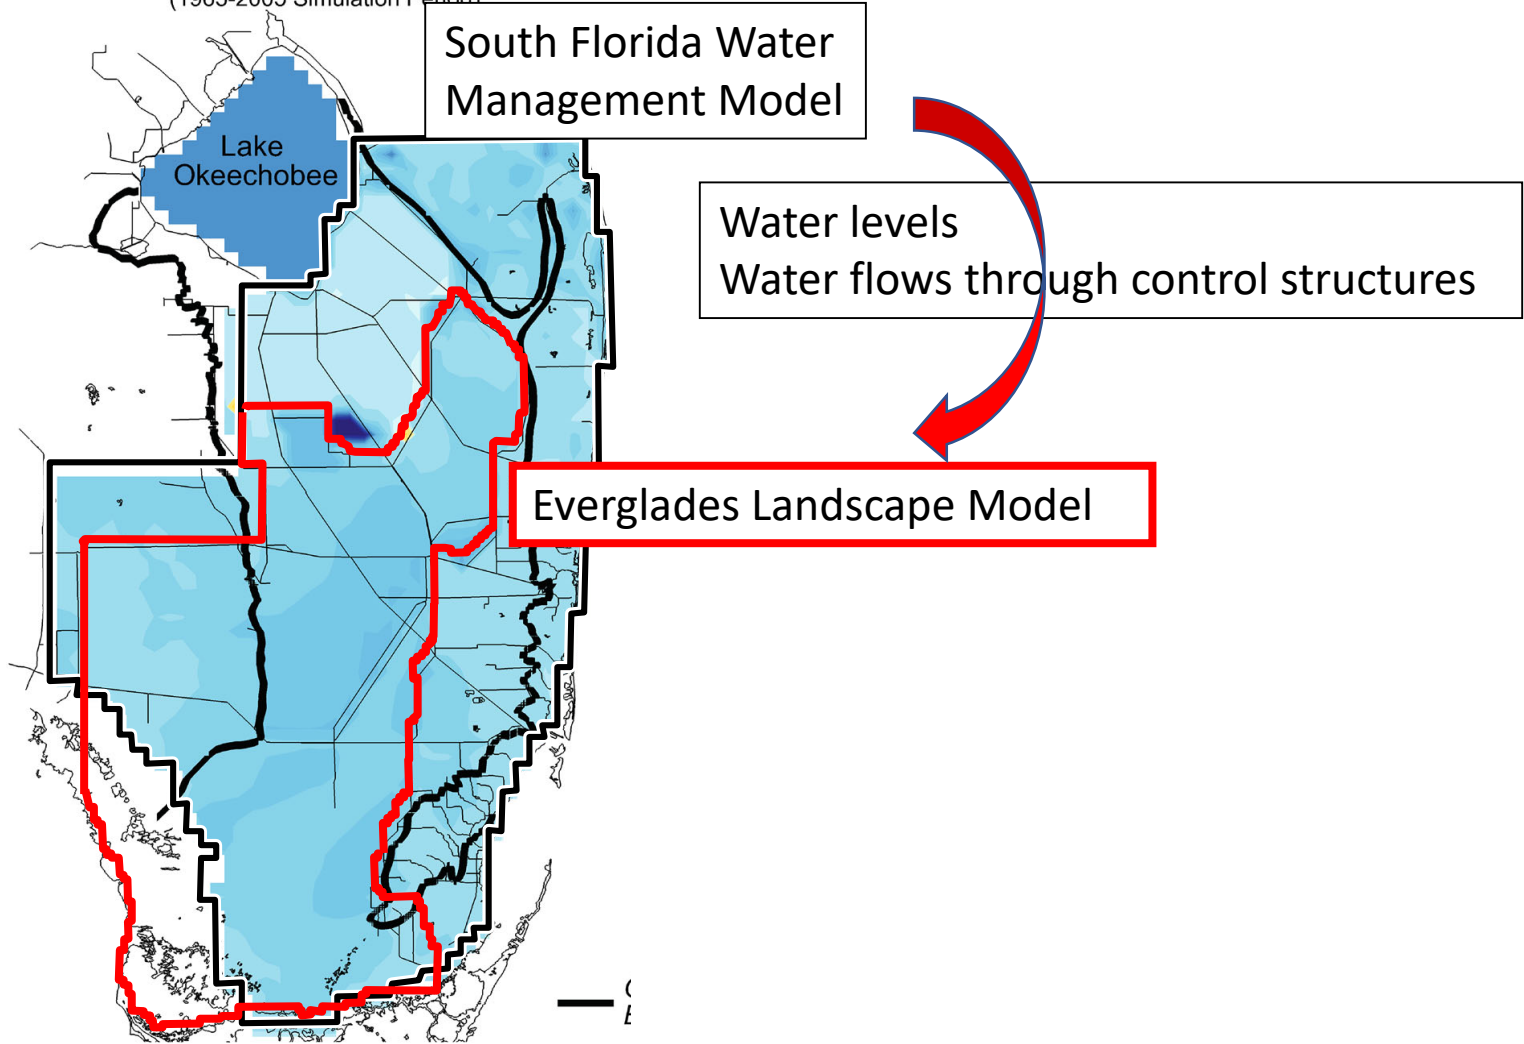 South Florida Water
Management Model
Lake
Okeechobee
Water levels
Water flows through control structures
Everglades Landscape Model